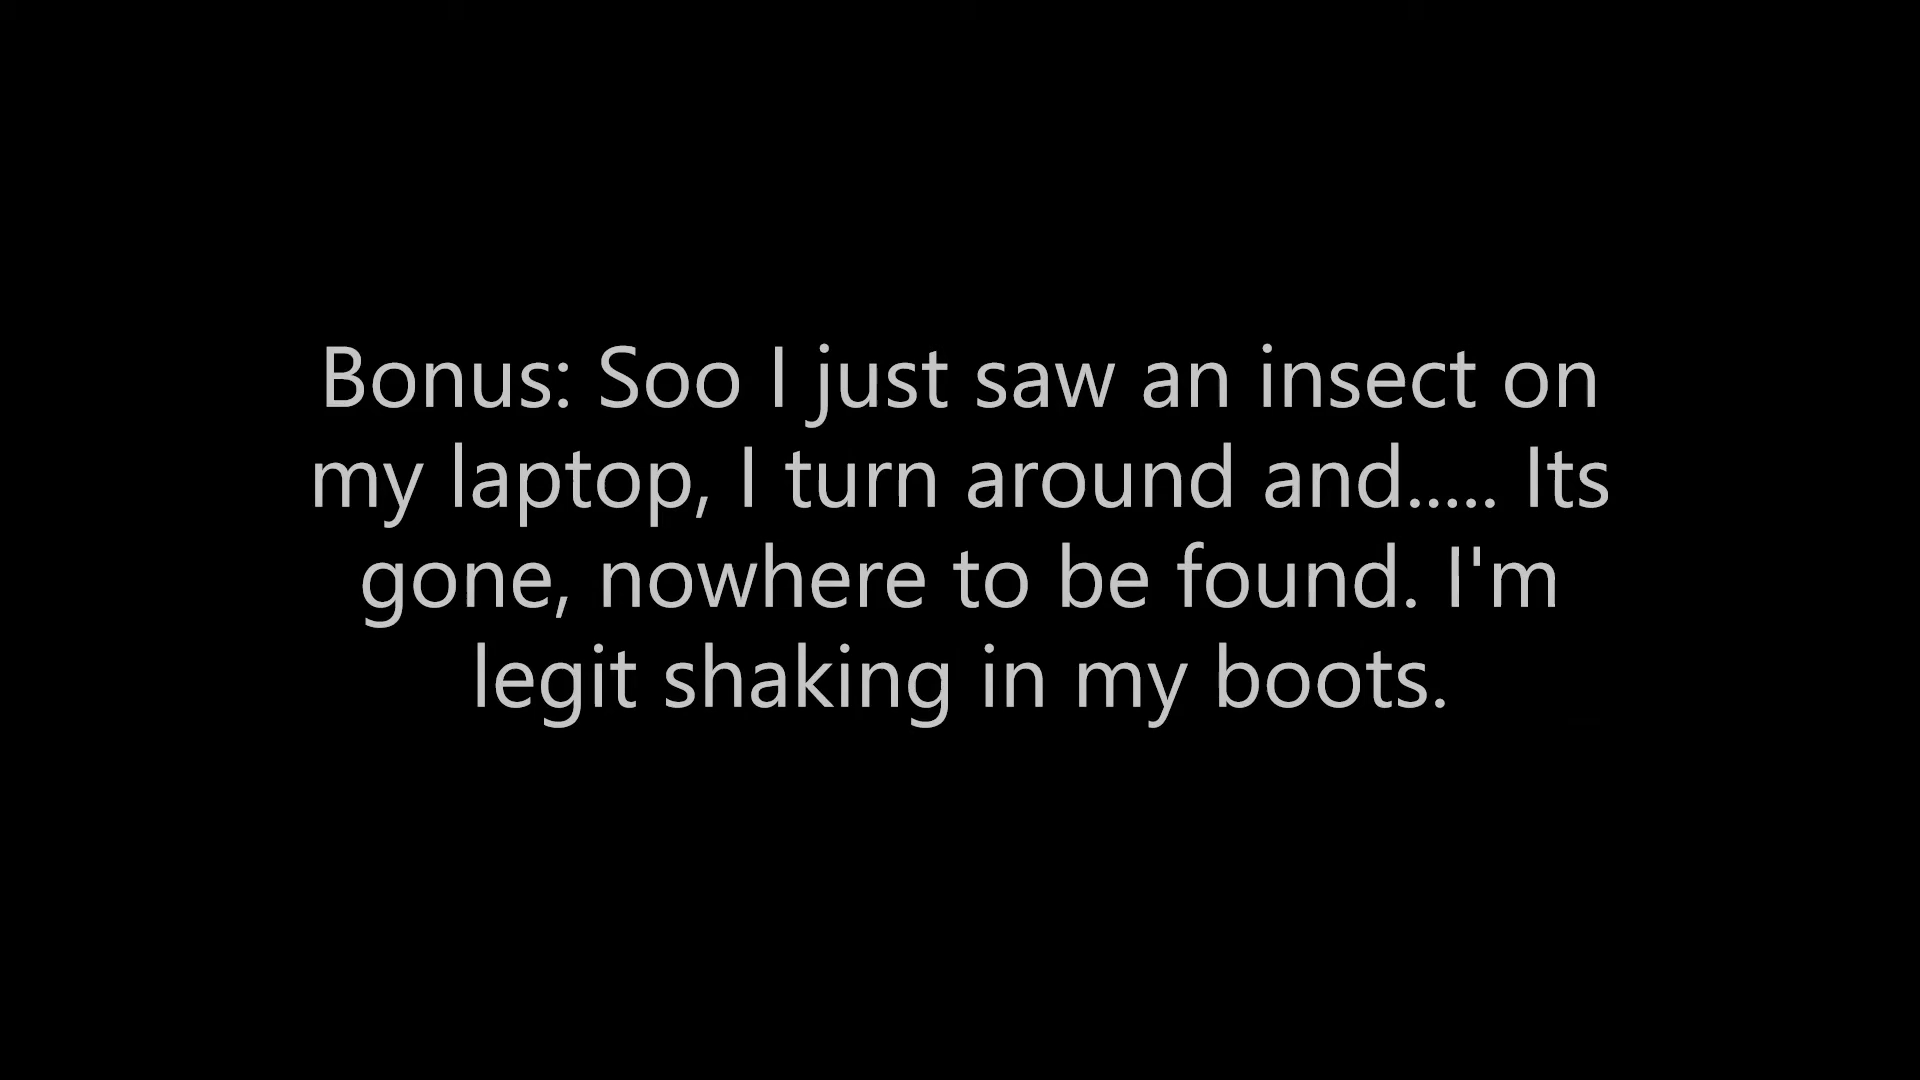 Bonus: Soo I just saw an insect on
my laptop, I turn around and..... Its
gone, nowhere to be found. I'm
legit shaking in my boots.